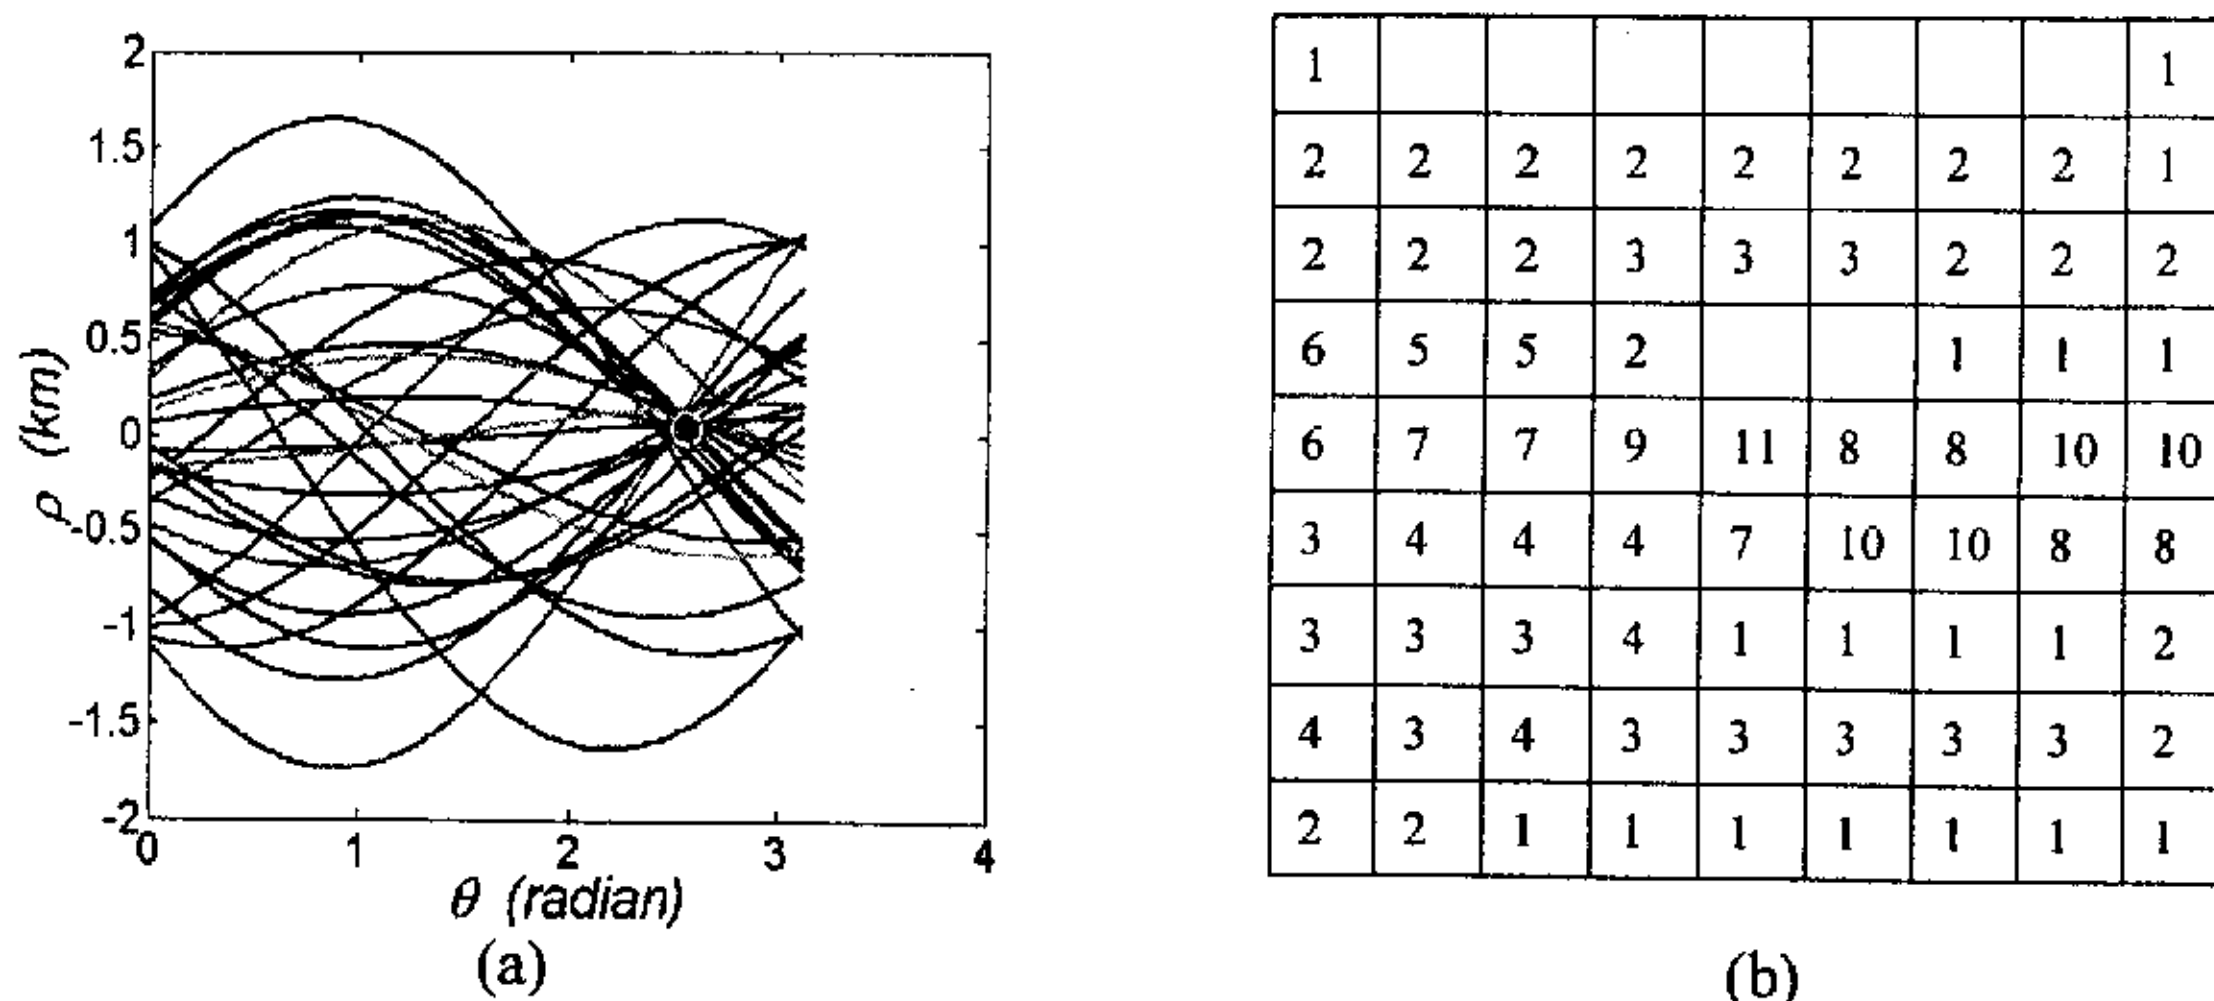 2
1.5
1
0.5
0
-0.5
-1
-1.5
-2
ρ (km)
0 1 2 3 4
θ (radian)
(a)
1 1
2 2 2 2 2 2 2 2 1
2 2 2 3 3 3 2 2 2
6 5 5 2 1 1 1
6 7 7 9 11 8 8 10 10
3 4 4 4 7 10 10 8 8
3 3 3 4 1 1 1 1 2
4 3 4 3 3 3 3 3 2
2 2 1 1 1 1 1 1 1
(b)